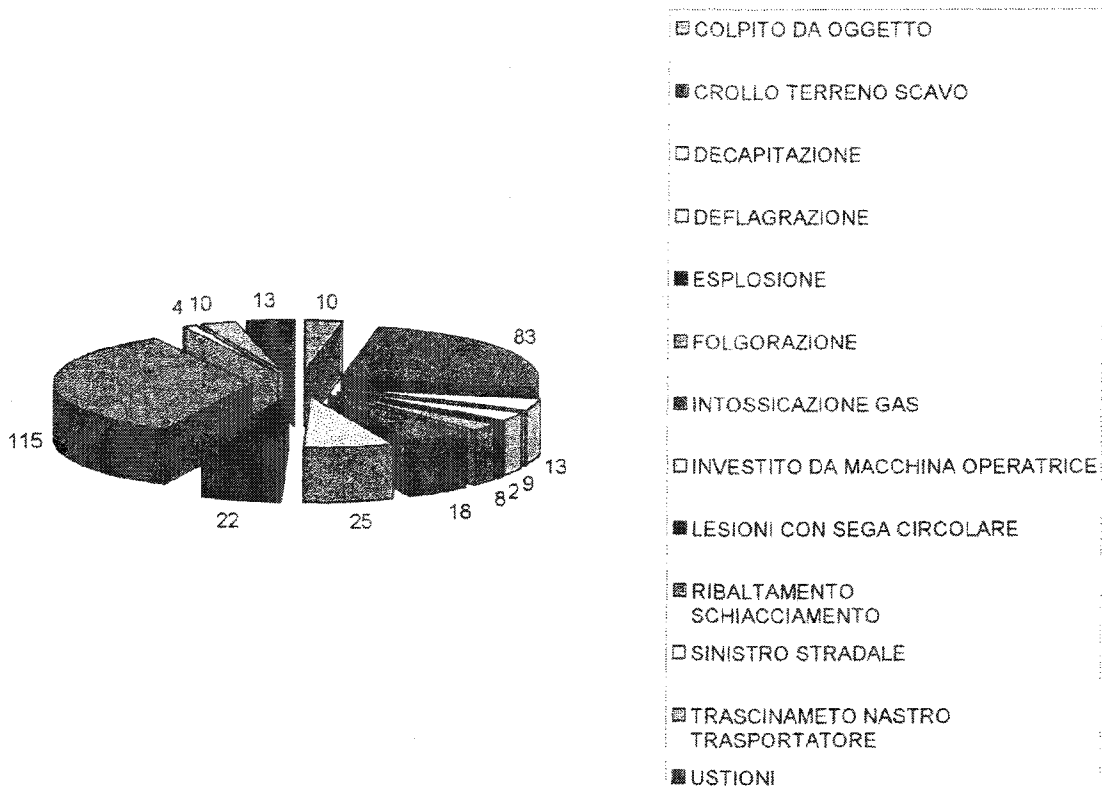 4 10 13 10
83
115
13
9
2
8
18
25
22
COLPITO DA OGGETTO
CROLLO TERRENO SCAVO
DECAPITAZIONE
DEFLAGRAZIONE
ESPLOSIONE
FOLGORAZIONE
INTOSSICAZIONE GAS
INVESTITO DA MACCHINA OPERATRICE
LESIONI CON SEGA CIRCOLARE
RIBALTAMENTO
SCHIACCIAMENTO
SINISTRO STRADALE
TRASCINAMETO NASTRO
TRASPORTATORE
USTIONI